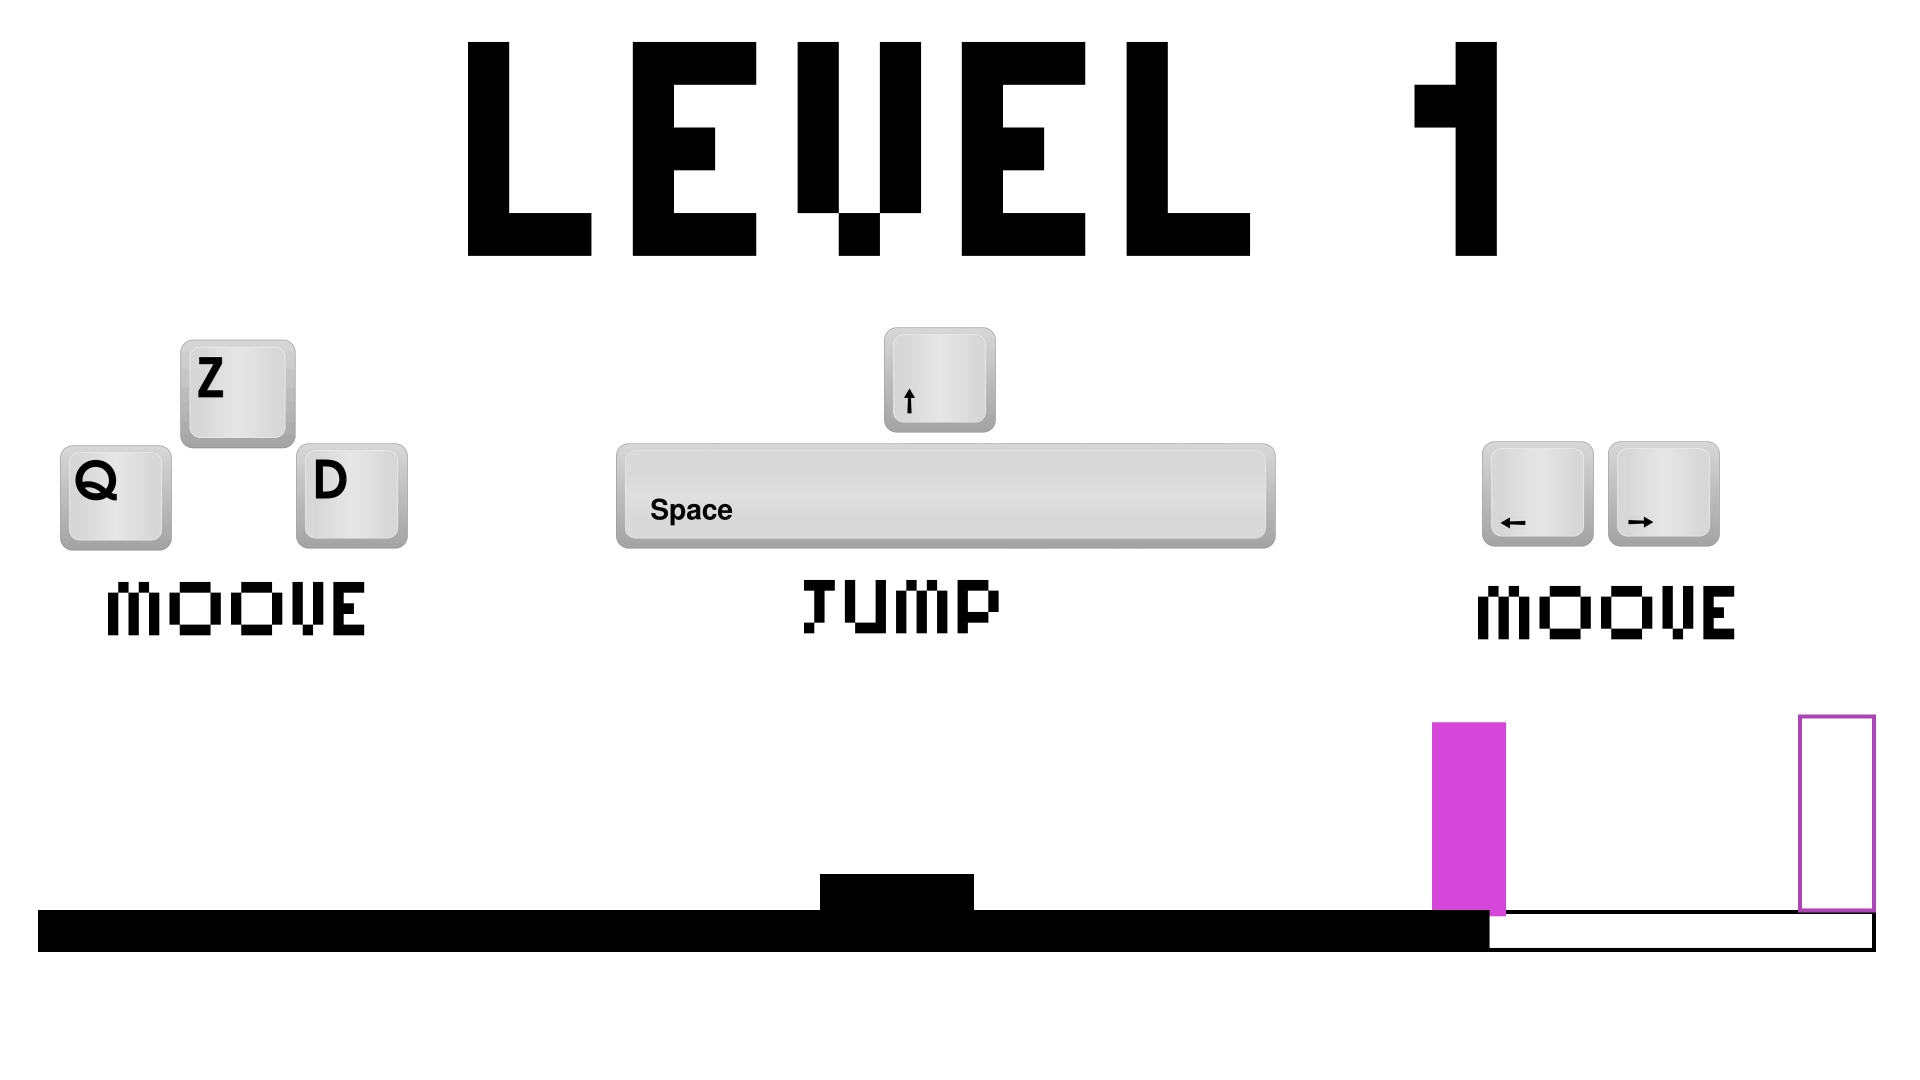 LEVEL 1
Z
Q D
↑
Space
← →
MOOVE
JUMP
MOOVE